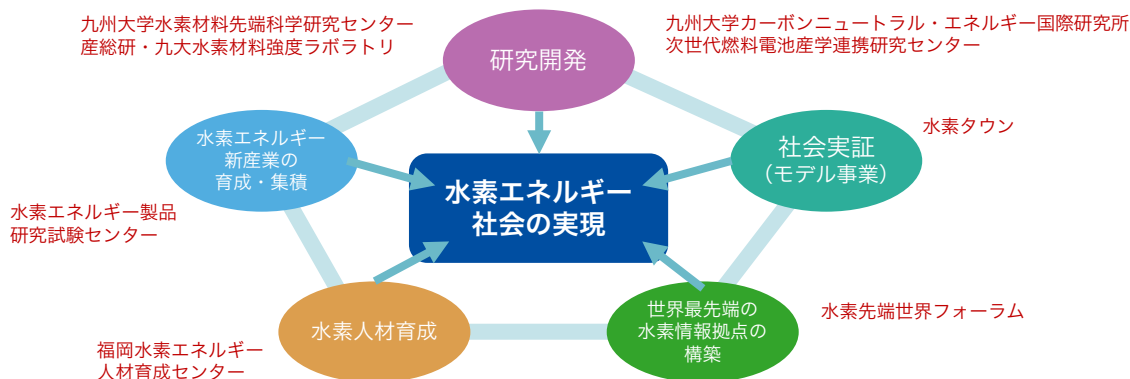 九州大学水素材料先端科学研究センター
産総研・九大水素材料強度ラボラトリ
九州大学カーボンニュートラル・エネルギー国際研究所
次世代燃料電池産学連携研究センター
研究開発
水素タウン
水素エネルギー
新産業の
育成・集積
社会実証
（モデル事業）
水素エネルギー
社会の実現
水素エネルギー製品
研究試験センター
水素人材育成
世界最先端の
水素情報拠点の
構築
水素先端世界フォーラム
福岡水素エネルギー
人材育成センター